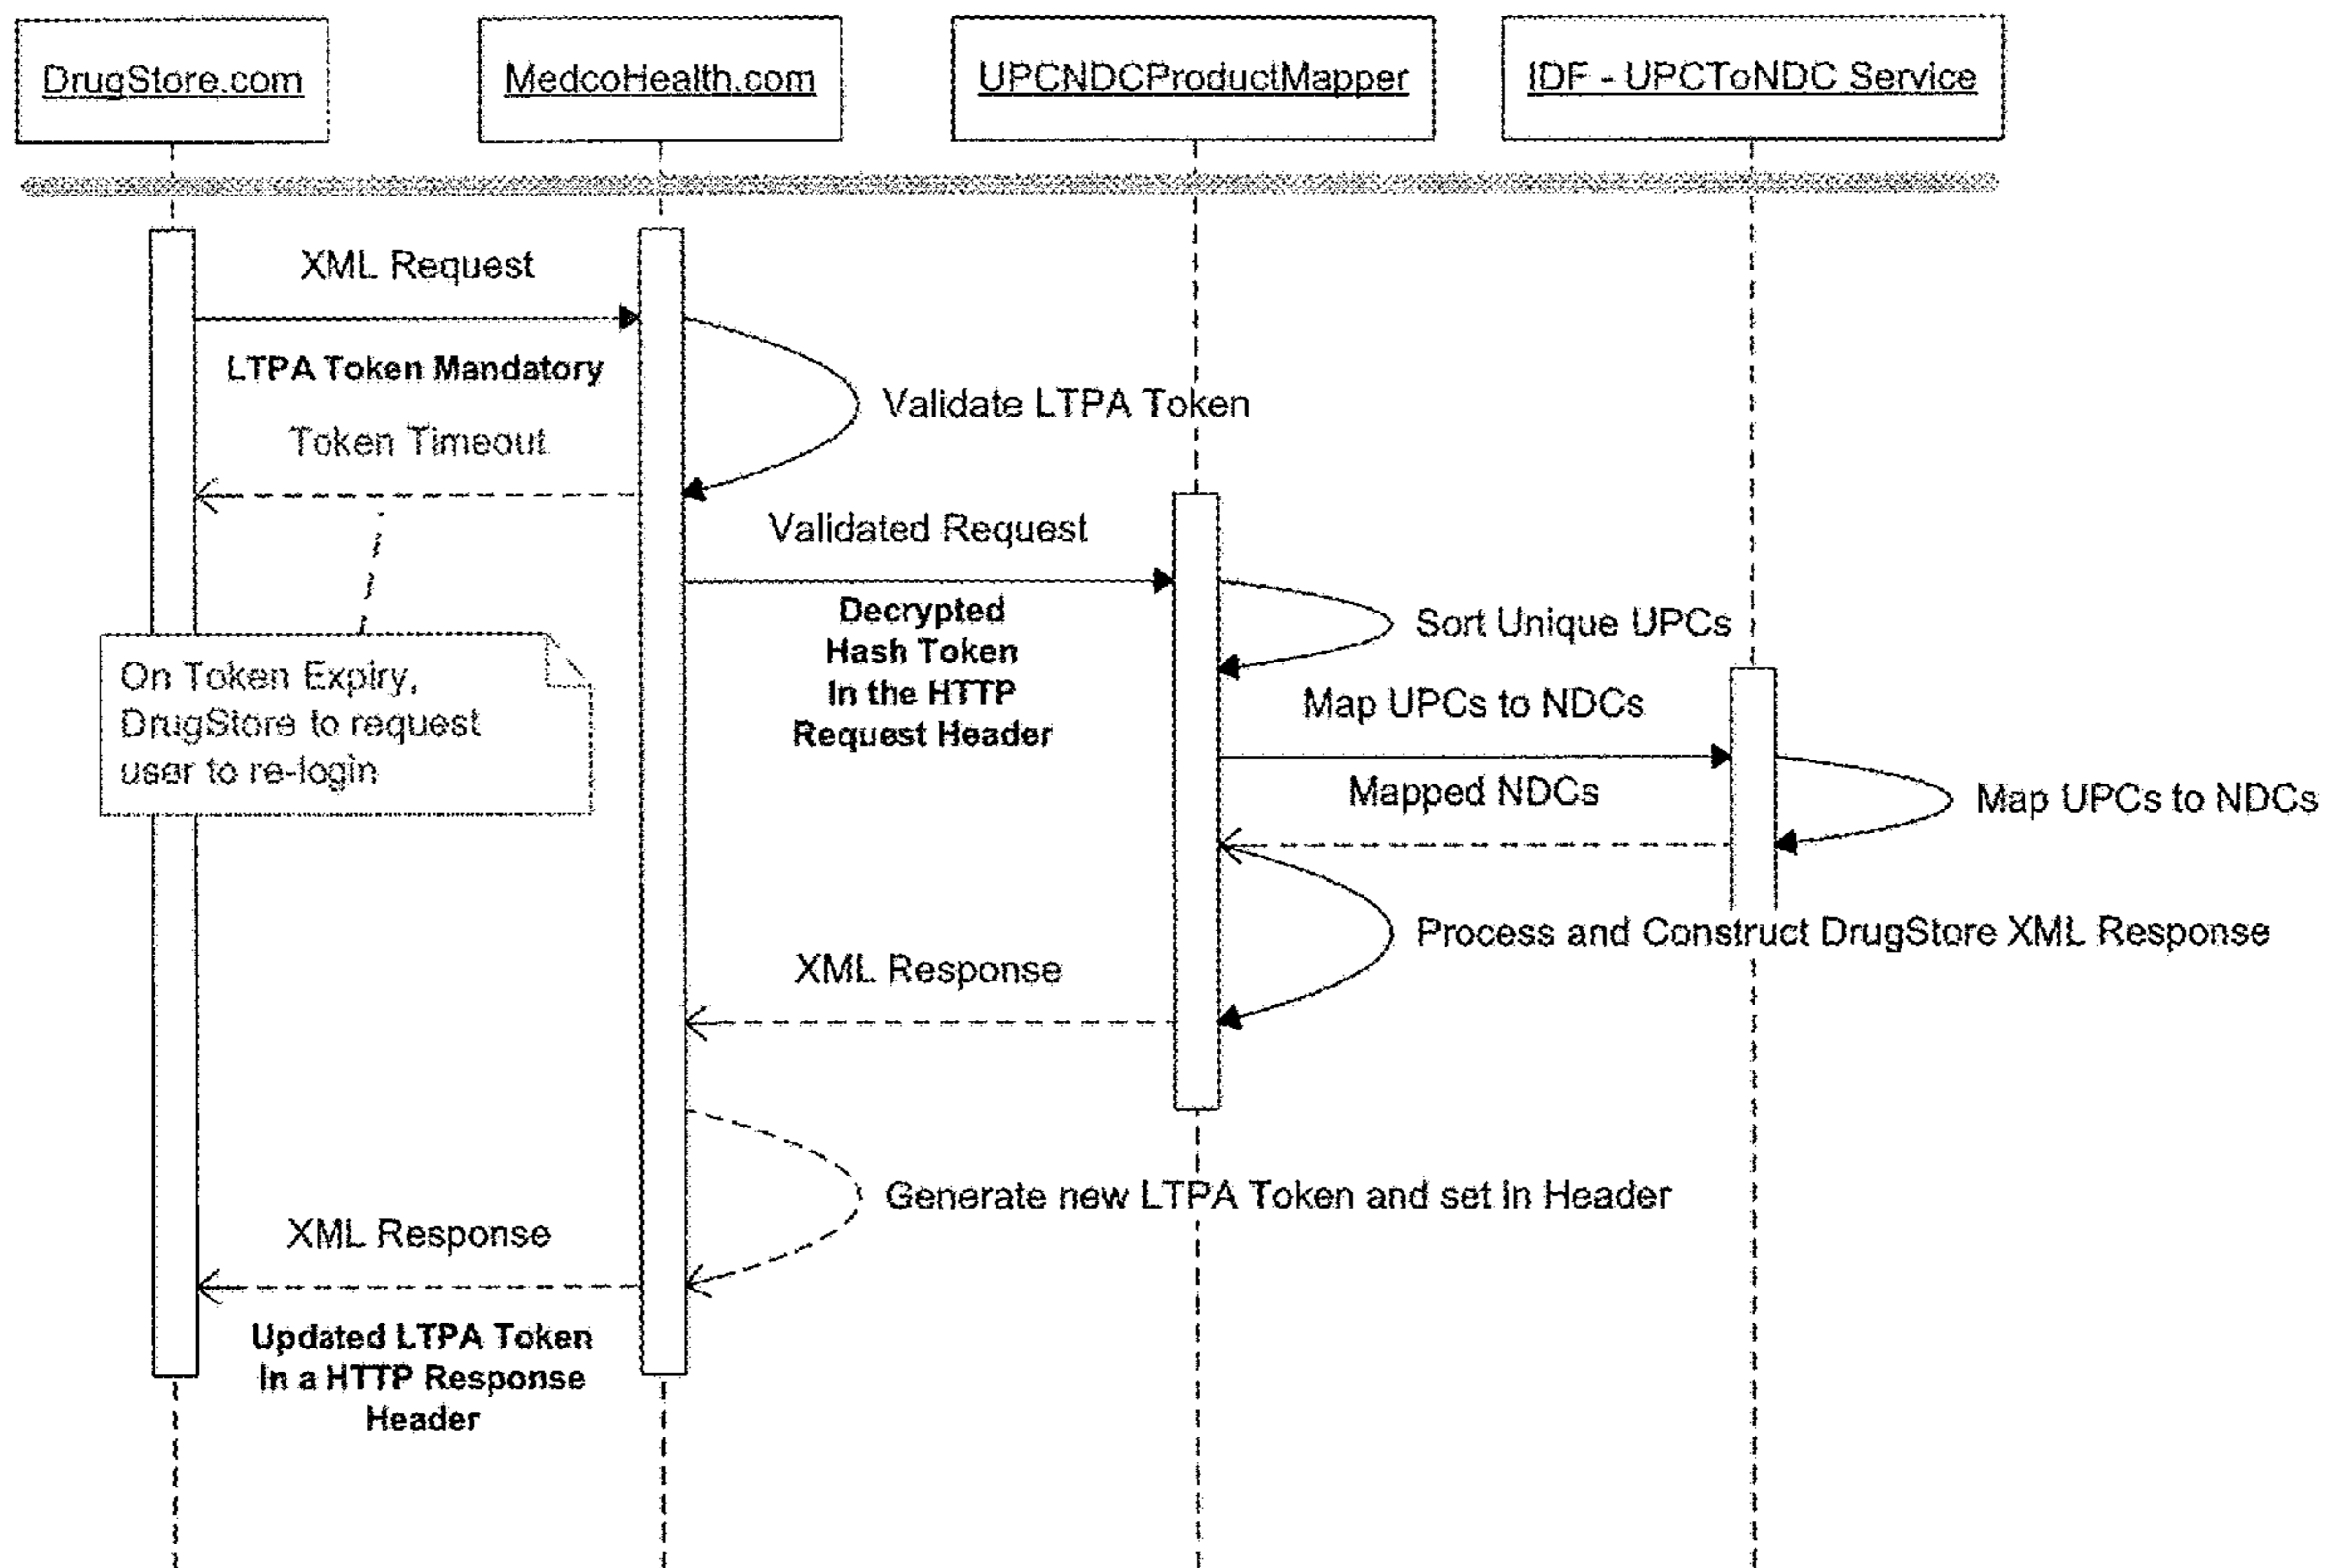 DrugStore.com
MedcoHealth.com
UPCNDCProductMapper
IDF - UPCToNDC Service
XML Request
LTPA Token Mandatory
Validate LTPA Token
Token Timeout
Validated Request
Decrypted
Hash Token
In the HTTP
Request Header
Sort Unique UPCs
On Token Expiry,
DrugStore to request
user to re-login
Map UPCs to NDCs
Mapped NDCs
Map UPCs to NDCs
Process and Construct DrugStore XML Response
XML Response
Generate new LTPA Token and set in Header
XML Response
Updated LTPA Token
In a HTTP Response
Header